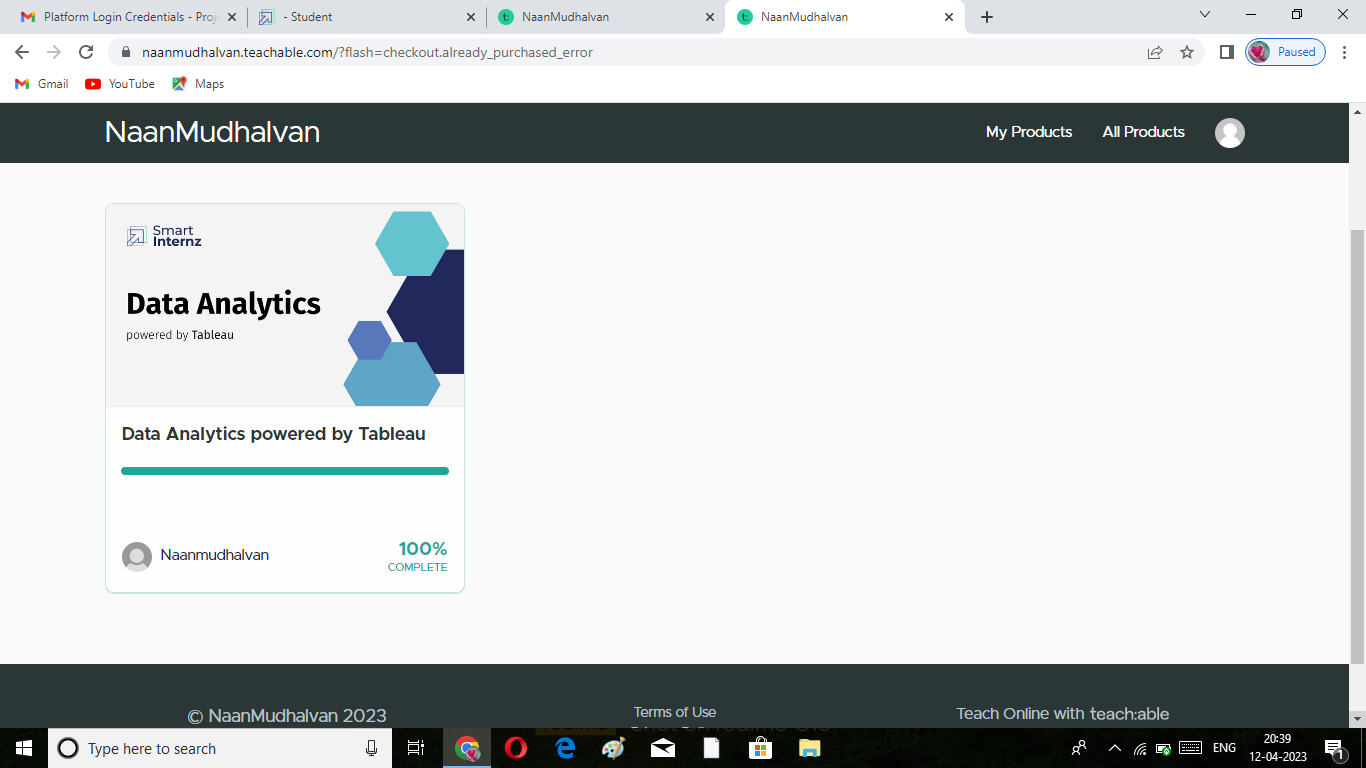 Platform Login Credentials - Proj
- Student
NaanMudhalvan
NaanMudhalvan
naanmudhalvan.teachable.com/?flash=checkout.already_purchased_error
Paused
Gmail
YouTube
Maps
NaanMudhalvan
My Products
All Products
Smart
Internz
Data Analytics
powered by Tableau
Data Analytics powered by Tableau
Naanmudhalvan
100%
COMPLETE
© NaanMudhalvan 2023
Terms of Use
Teach Online with teach:able
Type here to search
ENG
20:39
12-04-2023
1